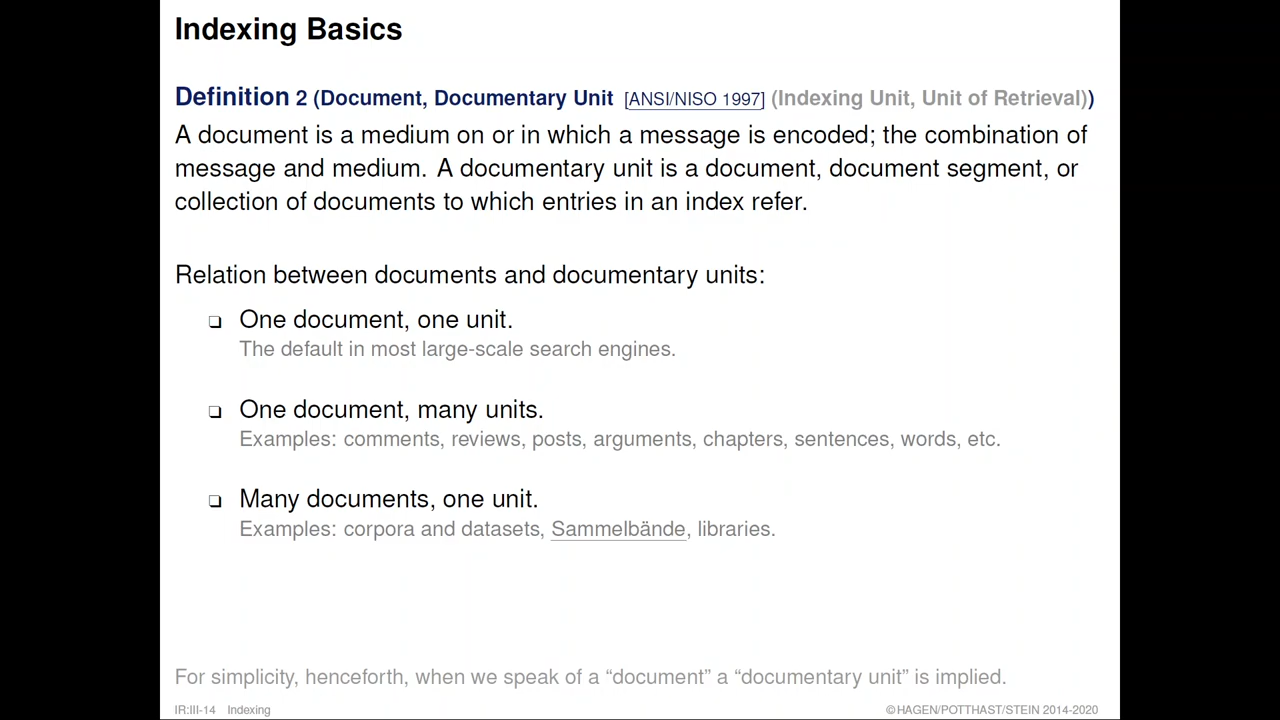 Indexing Basics
Definition 2 (Document, Documentary Unit [ANSI/NISO 1997] (Indexing Unit, Unit of Retrieval))
A document is a medium on or in which a message is encoded; the combination of
message and medium. A documentary unit is a document, document segment, or
collection of documents to which entries in an index refer.
Relation between documents and documentary units:
❏ One document, one unit.
The default in most large-scale search engines.
❏ One document, many units.
Examples: comments, reviews, posts, arguments, chapters, sentences, words, etc.
❏ Many documents, one unit.
Examples: corpora and datasets, Sammelbände, libraries.
For simplicity, henceforth, when we speak of a “document” a “documentary unit” is implied.
IR:III-14 Indexing ©HAGEN/POTTHAST/STEIN 2014-2020